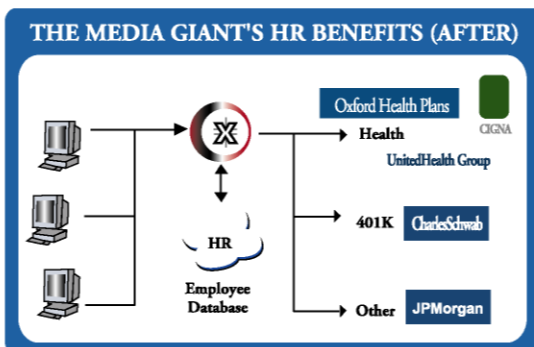 THE MEDIA GIANT'S HR BENEFITS (AFTER)
Oxford Health Plans
CIGNA
Health
UnitedHealth Group
X
HR
401K
CharlesSchwab
Employee
Database
Other
JPMorgan